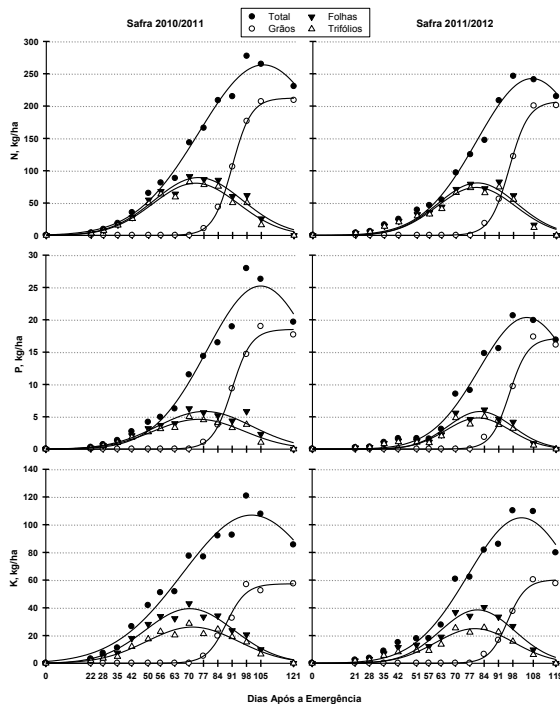 Safra 2010/2011
Total
Folhas
Grãos
Trifólios
Safra 2011/2012
N, kg/ha
300
250
200
150
100
50
0
P, kg/ha
30
25
20
15
10
5
0
K, kg/ha
140
120
100
80
60
40
20
0
0 22 28 35 42 50 56 63 70 77 84 91 98 105 121
0 21 28 35 42 51 57 63 70 77 84 91 98 108 119
Dias Após a Emergência